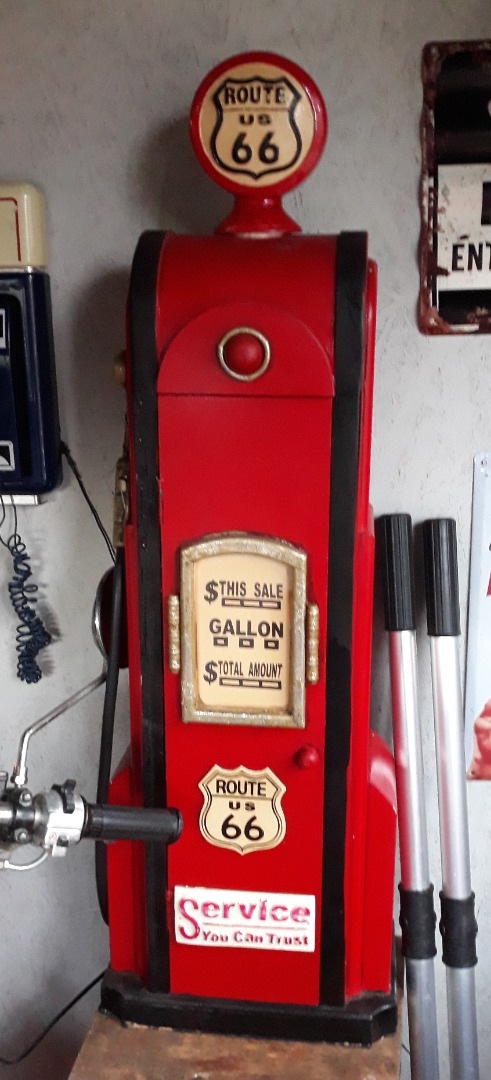 ROUTE
US
66
ENT
$THIS SALE
GALLON
$TOTAL AMOUNT
ROUTE
US
66
Service
You Can Trust